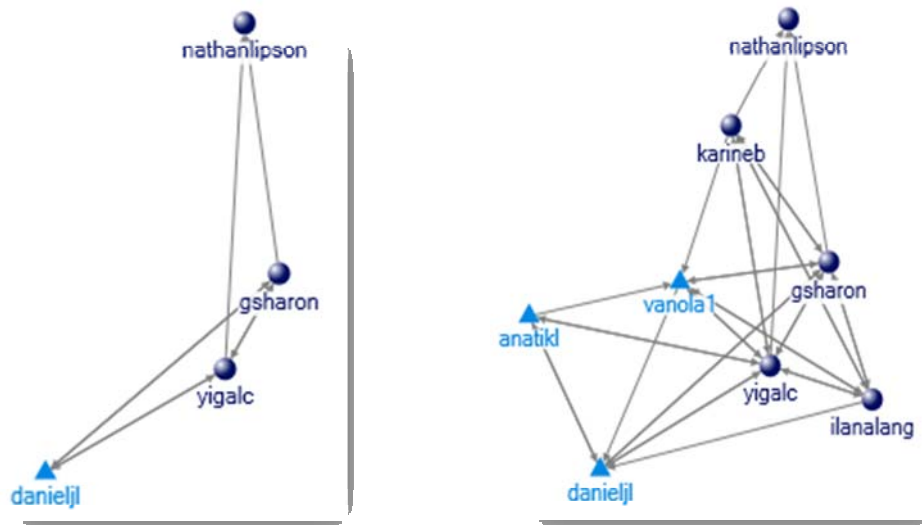 nathanlipson
gsharon
yigalc
danieljl
nathanlipson
karineb
vanola1
gsharon
anatikl
yigalc
ilanalang
danieljl